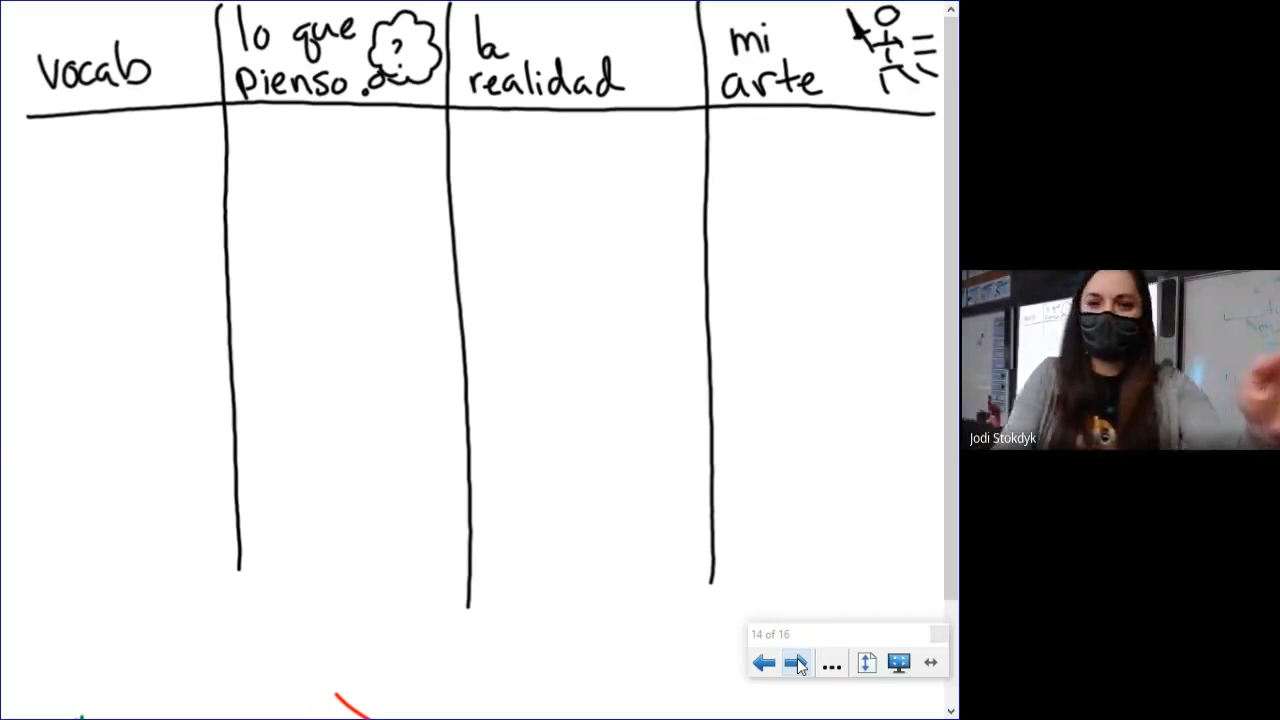 vocab
lo que
pienso
?
la
realidad
mi
arte
14 of 16
...
Jodi Stokdyk